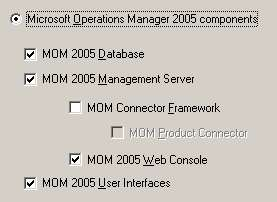 Microsoft Operations Manager 2005 components
MOM 2005 Database
MOM 2005 Management Server
MOM Connector Framework
MOM Product Connector
MOM 2005 Web Console
MOM 2005 User Interfaces